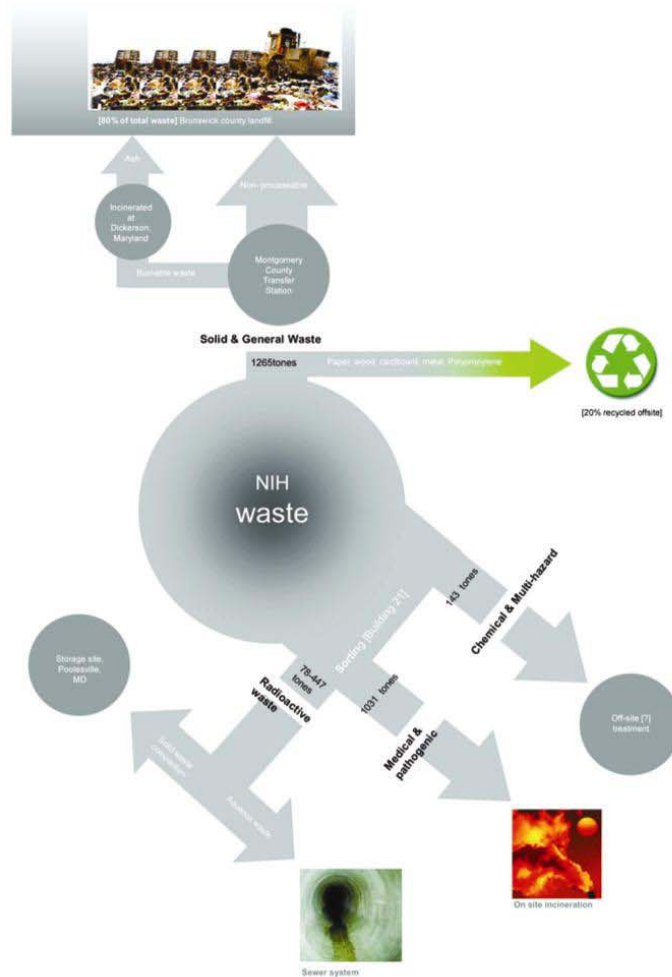 [80% of total waste] Brunswick county landfill
Ash
Non- processable
Incinerated
at
Dickerson,
Maryland
Burnable waste
Montgomery
County
Transfer
Station
Solid & General Waste
1265tones
Paper, wood, cardboard, metal, Polypropylene
[20% recycled offsite]
NIH
waste
Sorting [Building 21]
143 tones
Chemical & Multi-hazard
Off-site [?]
treatment
1031 tones
Medical &
pathogenic
On site incineration
78-447
tones
Radioactive
waste
Storage site,
Poolesville,
MD
Solid waste
compaction
Aqueous waste
Sewer system